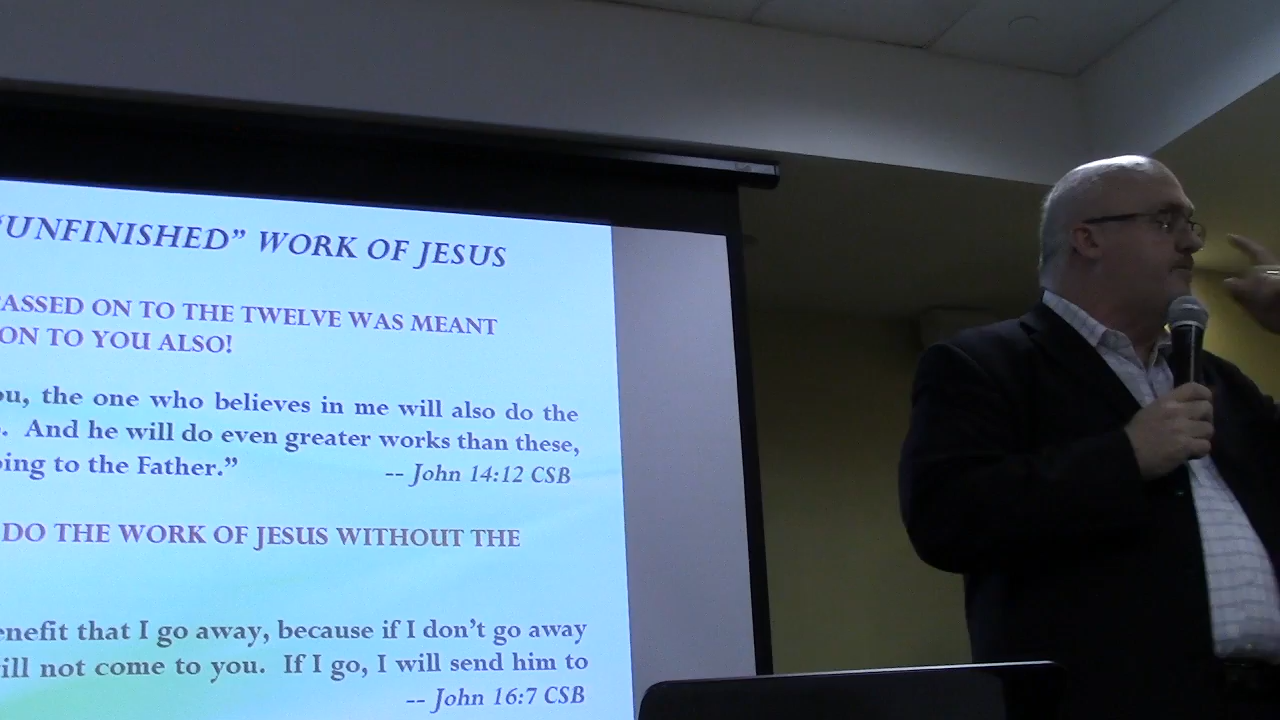 “UNFINISHED” WORK OF JESUS
ASSED ON TO THE TWELVE WAS MEANT
ON TO YOU ALSO!
ou, the one who believes in me will also do the
. And he will do even greater works than these,
oing to the Father.”
-- John 14:12 CSB
DO THE WORK OF JESUS WITHOUT THE
enefit that I go away, because if I don’t go away
ill not come to you. If I go, I will send him to
-- John 16:7 CSB